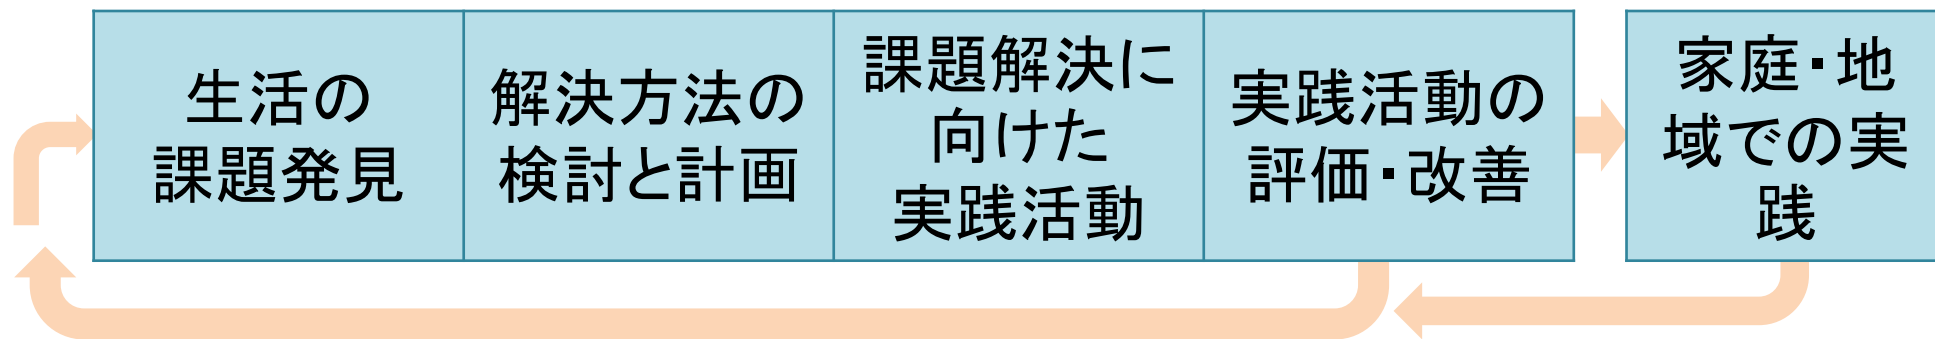 生活の
課題発見
解決方法の
検討と計画
課題解決に
向けた
実践活動
実践活動の
評価・改善
家庭・地
域での実
践